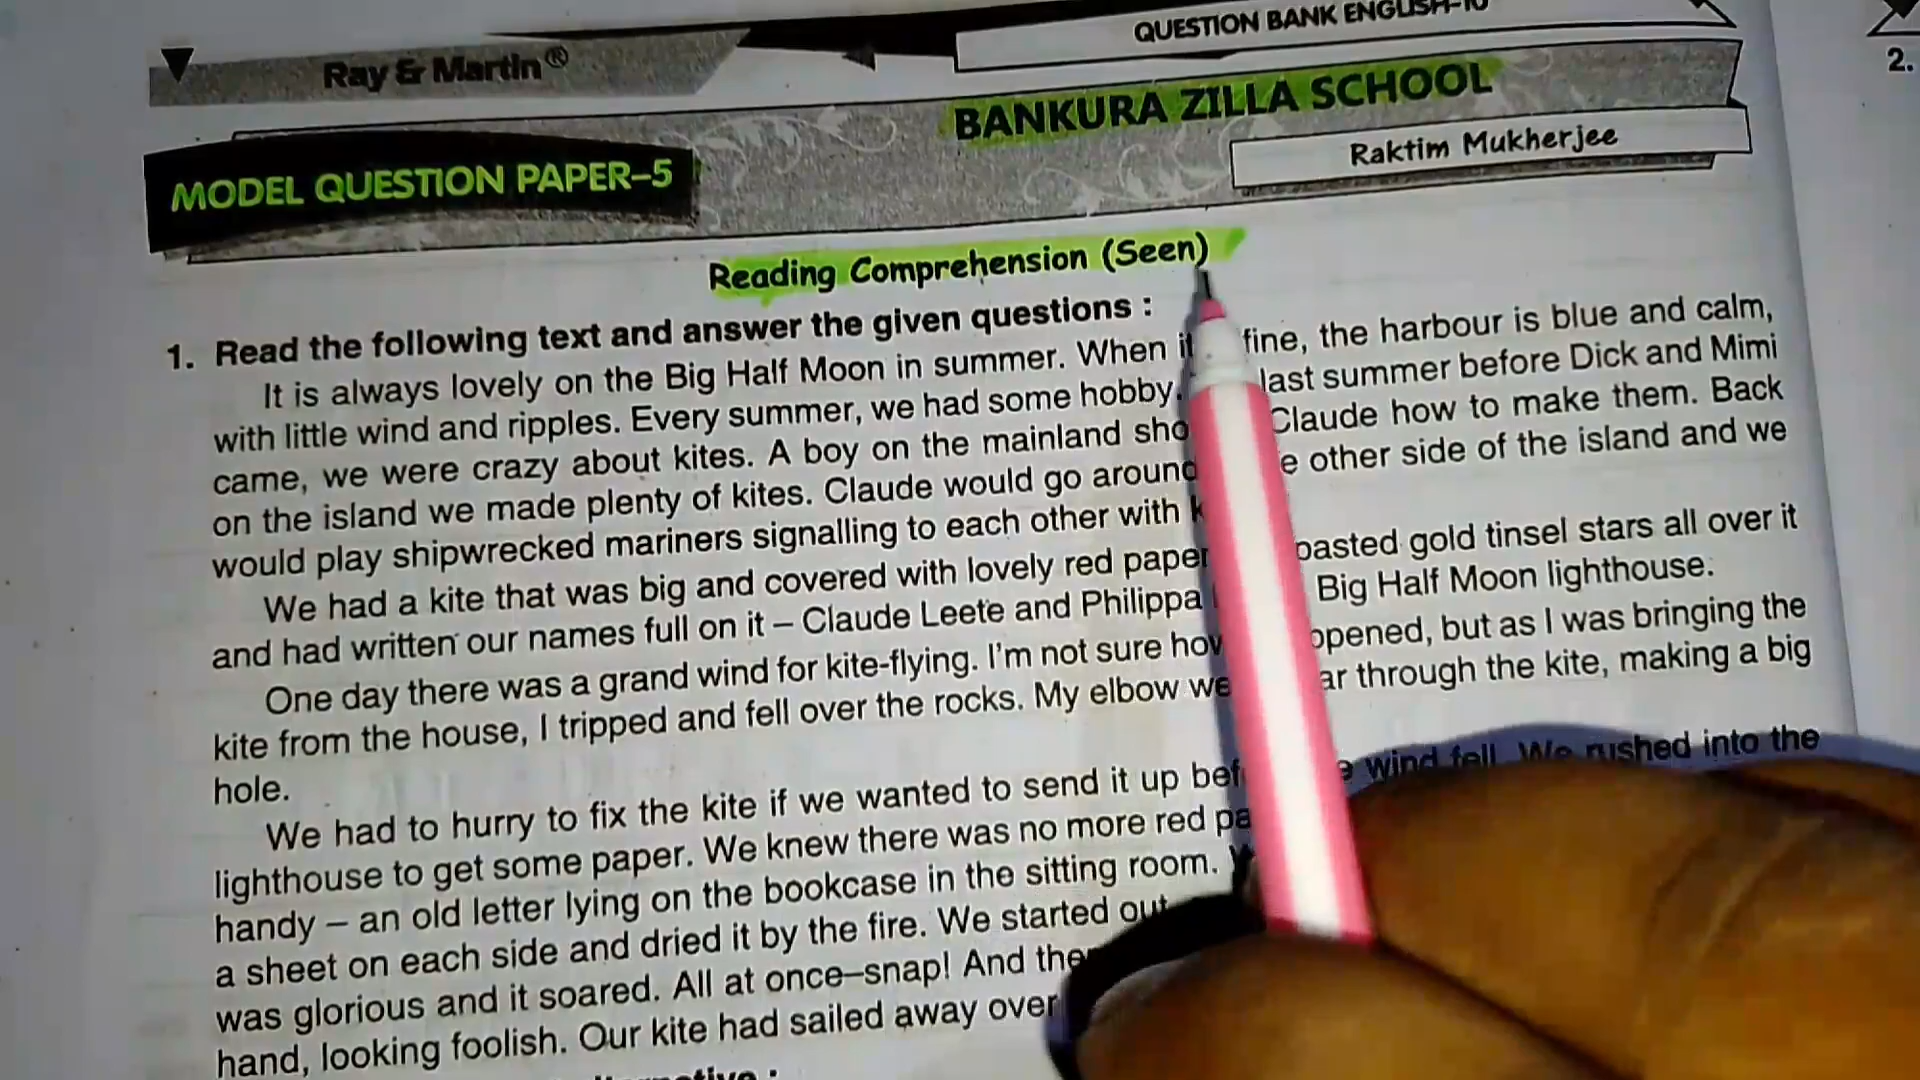 QUESTION BANK ENGLISH-10
Ray & Martin®
2.
BANKURA ZILLA SCHOOL
Raktim Mukherjee
MODEL QUESTION PAPER–5
Reading Comprehension (Seen)
1. Read the following text and answer the given questions :
It is always lovely on the Big Half Moon in summer. When it fine, the harbour is blue and calm,
with little wind and ripples. Every summer, we had some hobby. last summer before Dick and Mimi
came, we were crazy about kites. A boy on the mainland Claude how to make them. Back
on the island we made plenty of kites. Claude would go around other side of the island and we
would play shipwrecked mariners signalling to each other with
We had a kite that was big and covered with lovely red paper pasted gold tinsel stars all over it
and had written our names full on it – Claude Leete and Philippa Big Half Moon lighthouse.
One day there was a grand wind for kite-flying. I'm not sure how but as I was bringing the
kite from the house, I tripped and fell over the rocks. My elbow through the kite, making a big
hole.
We had to hurry to fix the kite if we wanted to send it up wind fell. We rushed into the
lighthouse to get some paper. We knew there was no more red
handy – an old letter lying on the bookcase in the sitting room.
a sheet on each side and dried it by the fire. We started out
was glorious and it soared. All at once–snap! And
hand, looking foolish. Our kite had sailed away over